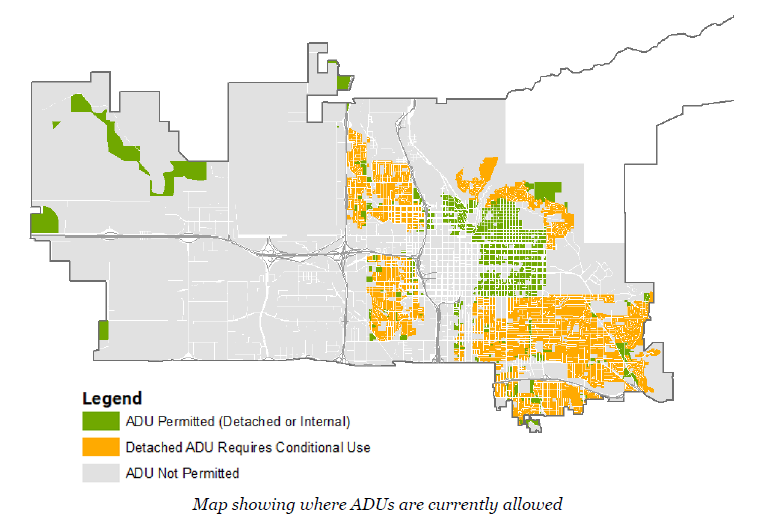 Legend
ADU Permitted (Detached or Internal)
Detached ADU Requires Conditional Use
ADU Not Permitted
Map showing where ADUs are currently allowed